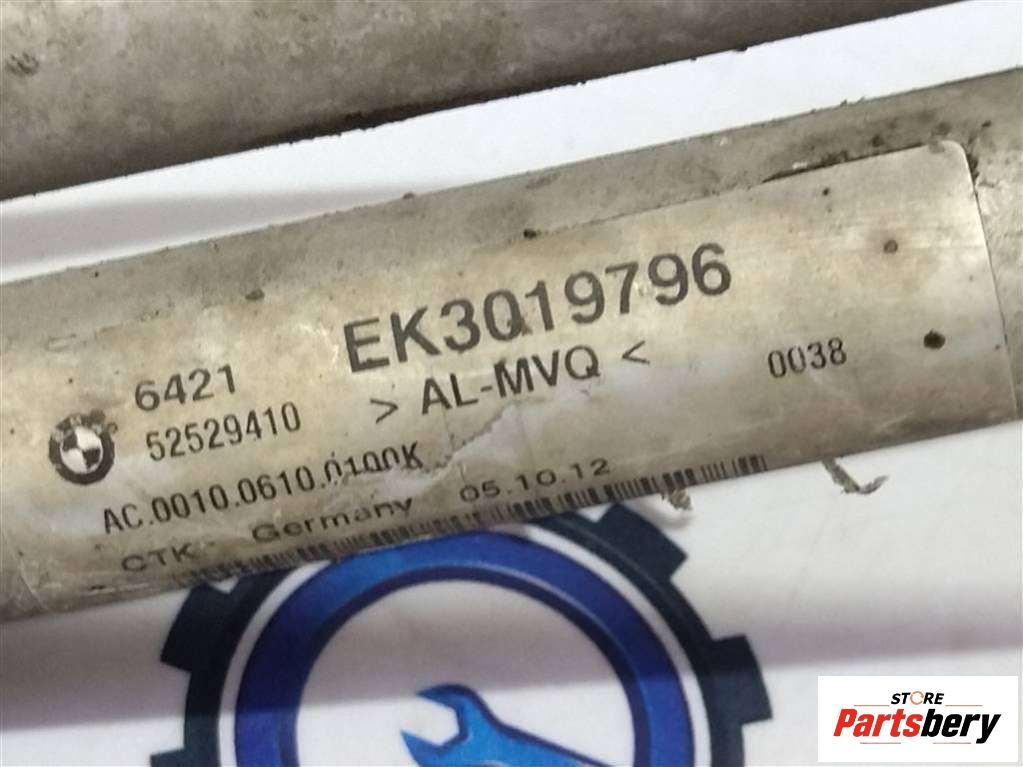 EK3019796
6421
> AL-MVQ <
0038
52529410
AC.0010.0610.0100K
CTK Germany 05.10.12
STORE
Partsbery